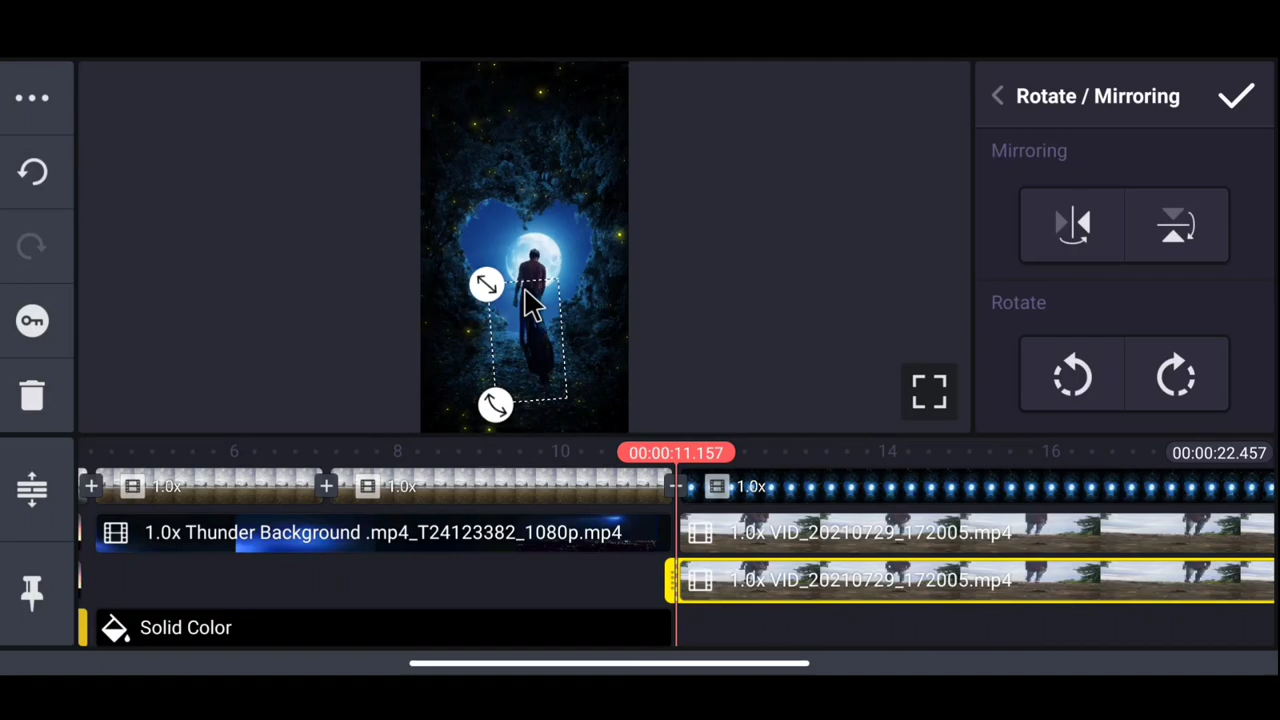 Rotate / Mirroring
Mirroring
Rotate
6
8
10
00:00:11.157
14
16
00:00:22.457
1.0x
1.0x
1.0x
1.0x Thunder Background .mp4_T24123382_1080p.mp4
1.0x VID_20210729_172005.mp4
1.0x VID_20210729_172005.mp4
Solid Color